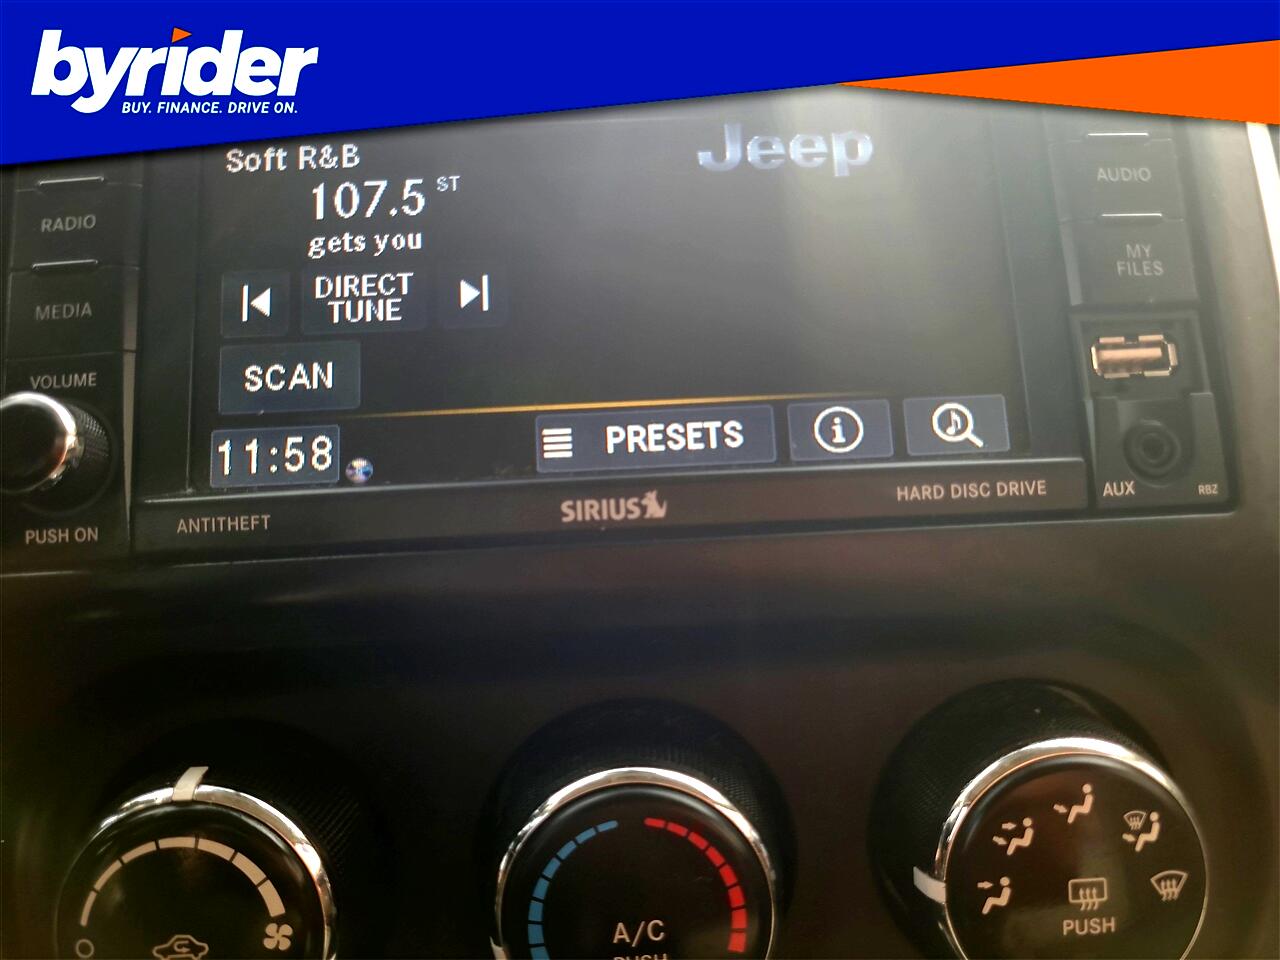 byrider
BUY. FINANCE. DRIVE ON.
Soft R&B
107.5 ST
gets you
DIRECT
TUNE
SCAN
11:58
PRESETS
Jeep
RADIO
MEDIA
VOLUME
PUSH ON
AUDIO
MY
FILES
AUX
RBZ
ANTITHEFT
SIRIUS
HARD DISC DRIVE
A/C
PUSH
PUSH